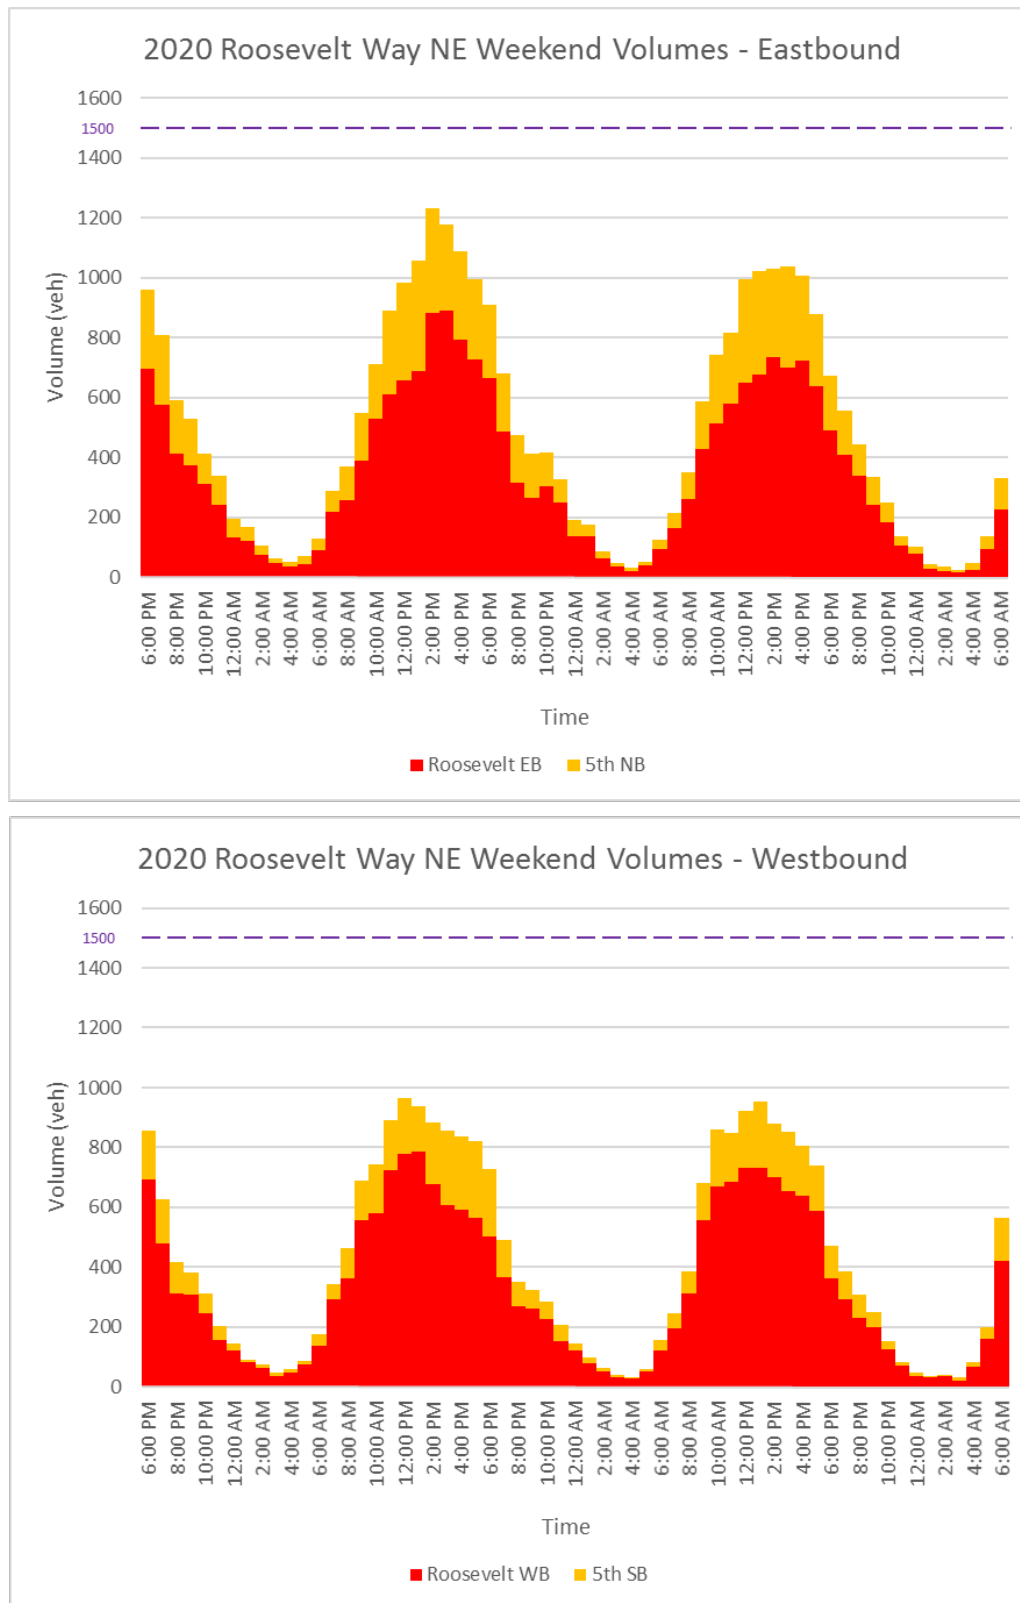 2020 Roosevelt Way NE Weekend Volumes - Eastbound
1600
1500
1400
1200
1000
800
600
400
200
0
Volume (veh)
6:00 PM
8:00 PM
10:00 PM
12:00 AM
2:00 AM
4:00 AM
6:00 AM
8:00 AM
10:00 AM
12:00 PM
2:00 PM
4:00 PM
6:00 PM
8:00 PM
10:00 PM
12:00 AM
2:00 AM
4:00 AM
6:00 AM
8:00 AM
10:00 AM
12:00 PM
2:00 PM
4:00 PM
6:00 PM
8:00 PM
10:00 PM
12:00 AM
2:00 AM
4:00 AM
6:00 AM
Time
Roosevelt EB 5th NB
2020 Roosevelt Way NE Weekend Volumes - Westbound
1600
1500
1400
1200
1000
800
600
400
200
0
Volume (veh)
6:00 PM
8:00 PM
10:00 PM
12:00 AM
2:00 AM
4:00 AM
6:00 AM
8:00 AM
10:00 AM
12:00 PM
2:00 PM
4:00 PM
6:00 PM
8:00 PM
10:00 PM
12:00 AM
2:00 AM
4:00 AM
6:00 AM
8:00 AM
10:00 AM
12:00 PM
2:00 PM
4:00 PM
6:00 PM
8:00 PM
10:00 PM
12:00 AM
2:00 AM
4:00 AM
6:00 AM
Time
Roosevelt WB 5th SB